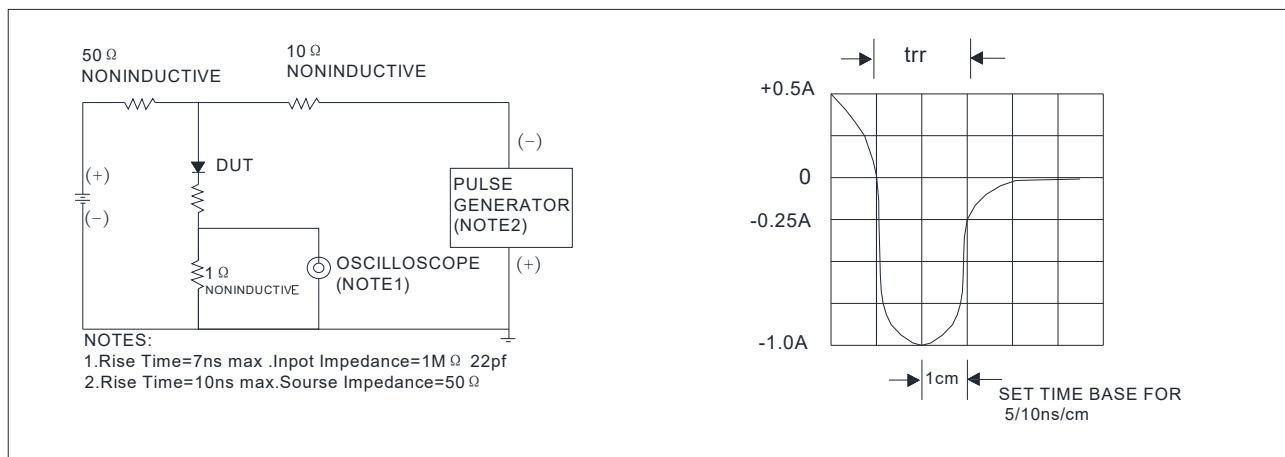 50 Ω
NONINDUCTIVE
10 Ω
NONINDUCTIVE
(+)
(−)
DUT
1 Ω
NONINDUCTIVE
OSCILLOSCOPE
(NOTE1)
(−)
PULSE
GENERATOR
(NOTE2)
(+)
NOTES:
1.Rise Time=7ns max .Inpot Impedance=1M Ω 22pf
2.Rise Time=10ns max.Sourse Impedance=50 Ω
trr
+0.5A
0
-0.25A
-1.0A
1cm
SET TIME BASE FOR
5/10ns/cm